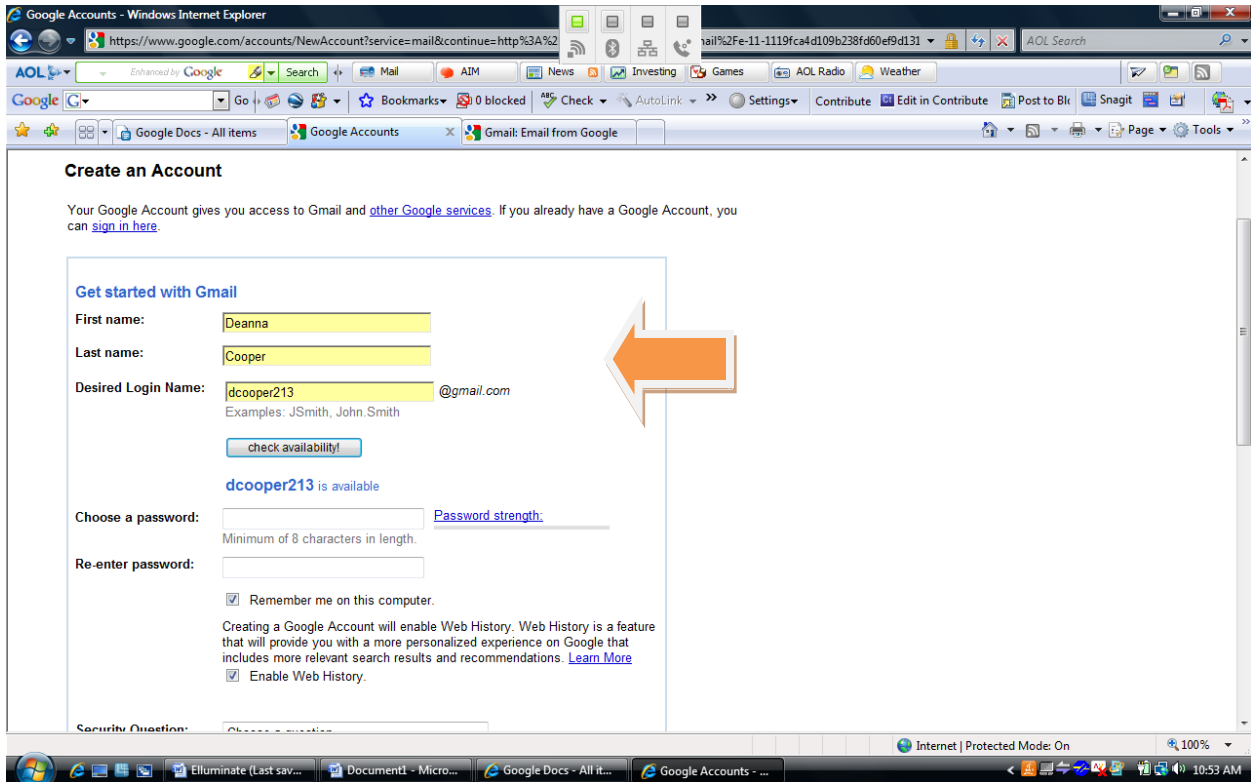 Google Accounts - Windows Internet Explorer
https://www.google.com/accounts/NewAccount?service=mail&continue=http%3A%2 nail%2Fe-11-1119fca4d109b238fd60ef9d131 AOL Search
AOL Enhanced by Google Search Mail AIM News Investing Games AOL Radio Weather
Google G Go Bookmarks 0 blocked ABC Check AutoLink >> Settings Contribute Edit in Contribute Post to Blo Snagit
Google Docs - All items Google Accounts X Gmail: Email from Google Page Tools >>
Create an Account
Your Google Account gives you access to Gmail and other Google services. If you already have a Google Account, you
can sign in here.
Get started with Gmail
First name: Deanna
Last name: Cooper
Desired Login Name: dcooper213 @gmail.com
Examples: JSmith, John.Smith
check availability!
dcooper213 is available
Choose a password: Password strength:
Minimum of 8 characters in length.
Re-enter password:
Remember me on this computer.
Creating a Google Account will enable Web History. Web History is a feature
that will provide you with a more personalized experience on Google that
includes more relevant search results and recommendations. Learn More
Enable Web History.
Security Question: Choose a question
Internet | Protected Mode: On 100%
Elluminate (Last sav... Document1 - Micro... Google Docs - All it... Google Accounts - ... 10:53 AM